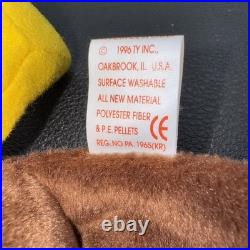 © 1996 TY INC.,
OAKBROOK, IL. U.S.A.
SURFACE WASHABLE
ALL NEW MATERIAL
POLYESTER FIBER
& P.E. PELLETS CE
REG. NO PA. 1965(KR)